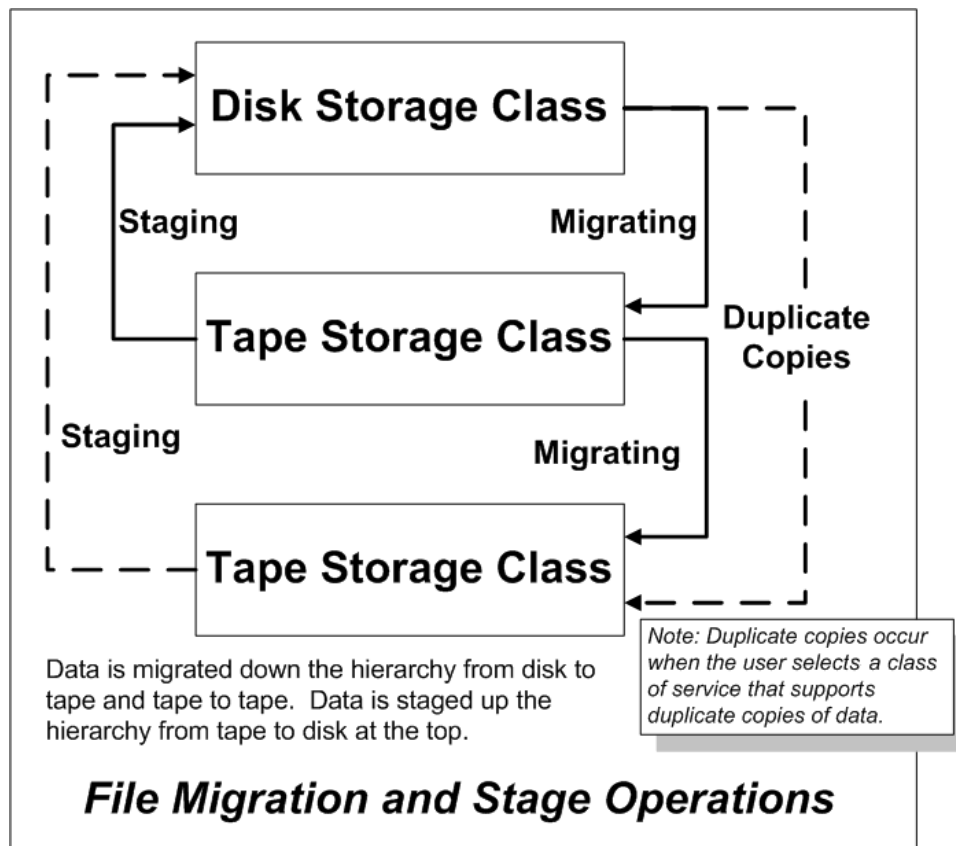 Disk Storage Class
Staging
Migrating
Tape Storage Class
Duplicate
Copies
Staging
Migrating
Tape Storage Class
Note: Duplicate copies occur
when the user selects a class
of service that supports
duplicate copies of data.
Data is migrated down the hierarchy from disk to
tape and tape to tape.  Data is staged up the
hierarchy from tape to disk at the top.
File Migration and Stage Operations